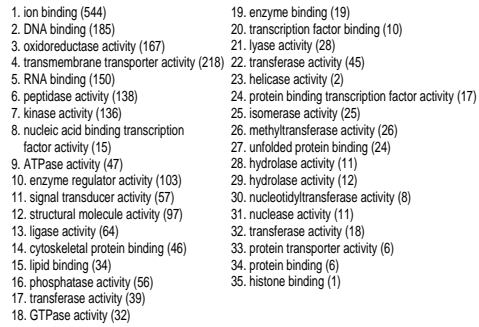 1. ion binding (544)
2. DNA binding (185)
3. oxidoreductase activity (167)
4. transmembrane transporter activity (218)
5. RNA binding (150)
6. peptidase activity (138)
7. kinase activity (136)
8. nucleic acid binding transcription
factor activity (15)
9. ATPase activity (47)
10. enzyme regulator activity (103)
11. signal transducer activity (57)
12. structural molecule activity (97)
13. ligase activity (64)
14. cytoskeletal protein binding (46)
15. lipid binding (34)
16. phosphatase activity (56)
17. transferase activity (39)
18. GTPase activity (32)
19. enzyme binding (19)
20. transcription factor binding (10)
21. lyase activity (28)
22. transferase activity (45)
23. helicase activity (2)
24. protein binding transcription factor activity (17)
25. isomerase activity (25)
26. methyltransferase activity (26)
27. unfolded protein binding (24)
28. hydrolase activity (11)
29. hydrolase activity (12)
30. nucleotidyltransferase activity (8)
31. nuclease activity (11)
32. transferase activity (18)
33. protein transporter activity (6)
34. protein binding (6)
35. histone binding (1)